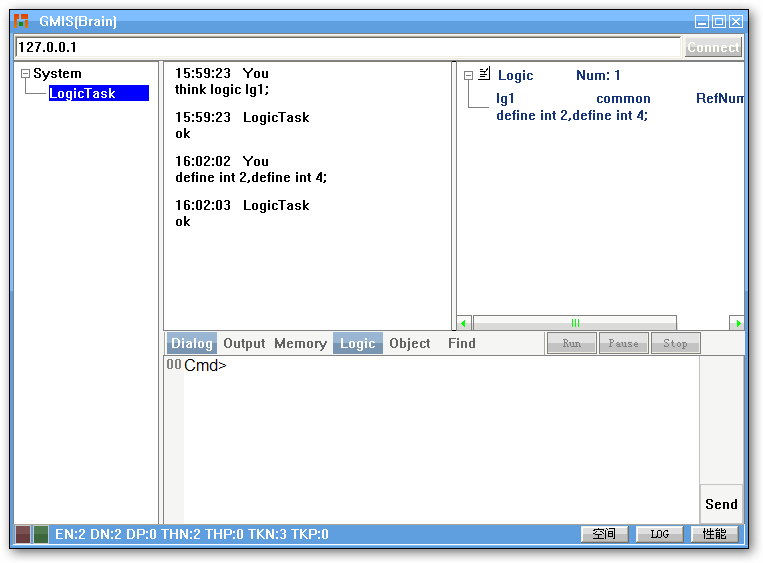 GMIS(Brain)
127.0.0.1
Connect
System
LogicTask
15:59:23 You
think logic lg1;
15:59:23 LogicTask
ok
16:02:02 You
define int 2,define int 4;
16:02:03 LogicTask
ok
Logic Num: 1
lg1 common RefNum
define int 2,define int 4;
Dialog Output Memory Logic Object Find Run Pause Stop
00 Cmd>
Send
EN:2 DN:2 DP:0 THN:2 THP:0 TKN:3 TKP:0 空间 LOG 性能